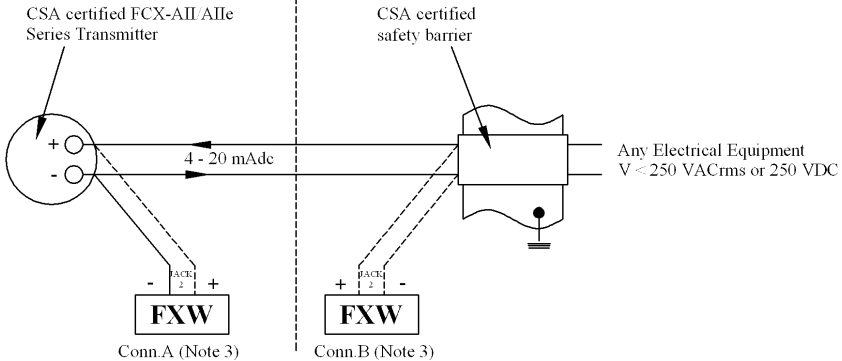 CSA certified FCX-AII/AIIe
Series Transmitter
CSA certified
safety barrier
+
-
4 - 20 mAdc
Any Electrical Equipment
V < 250 VACrms or 250 VDC
- JACK 2 +
FXW
Conn.A (Note 3)
+ JACK 2 -
FXW
Conn.B (Note 3)